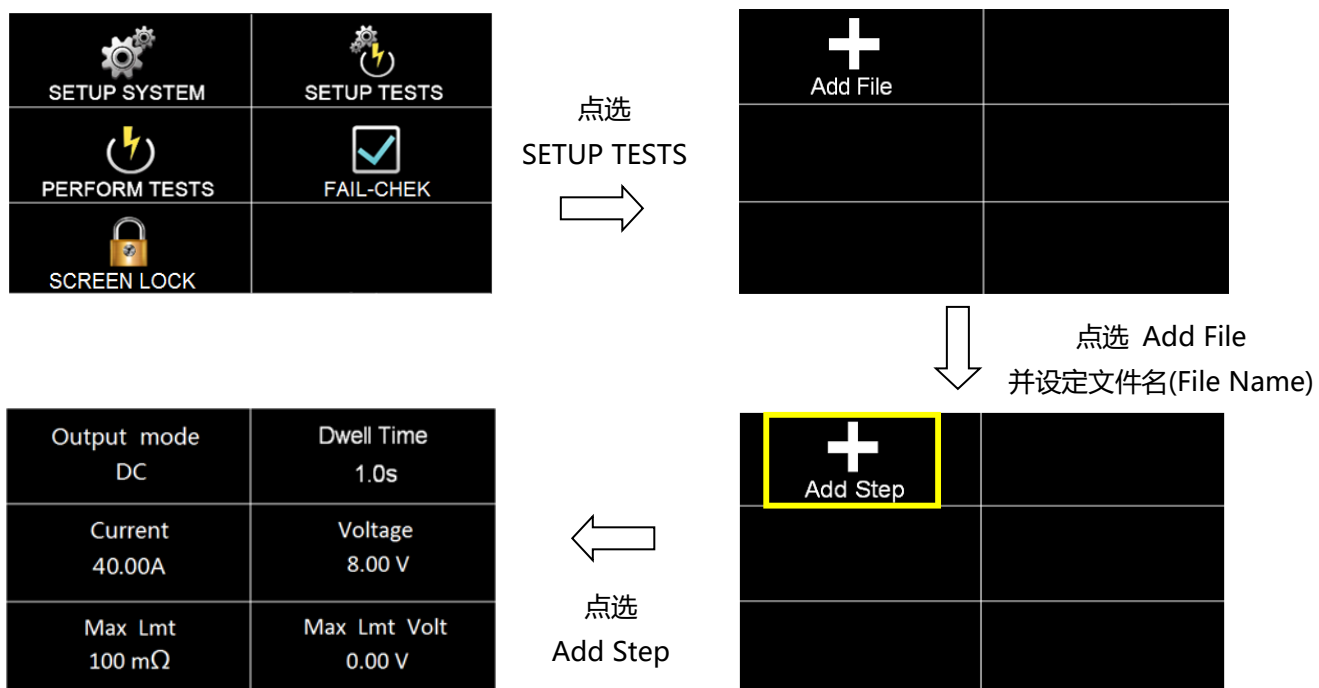 SETUP SYSTEM
SETUP TESTS
PERFORM TESTS
FAIL-CHEK
SCREEN LOCK
点选
SETUP TESTS
Add File
点选 Add File
并设定文件名(File Name)
Add Step
点选
Add Step
Output mode
DC
Dwell Time
1.0s
Current
40.00A
Voltage
8.00 V
Max Lmt
100 mΩ
Max Lmt Volt
0.00 V